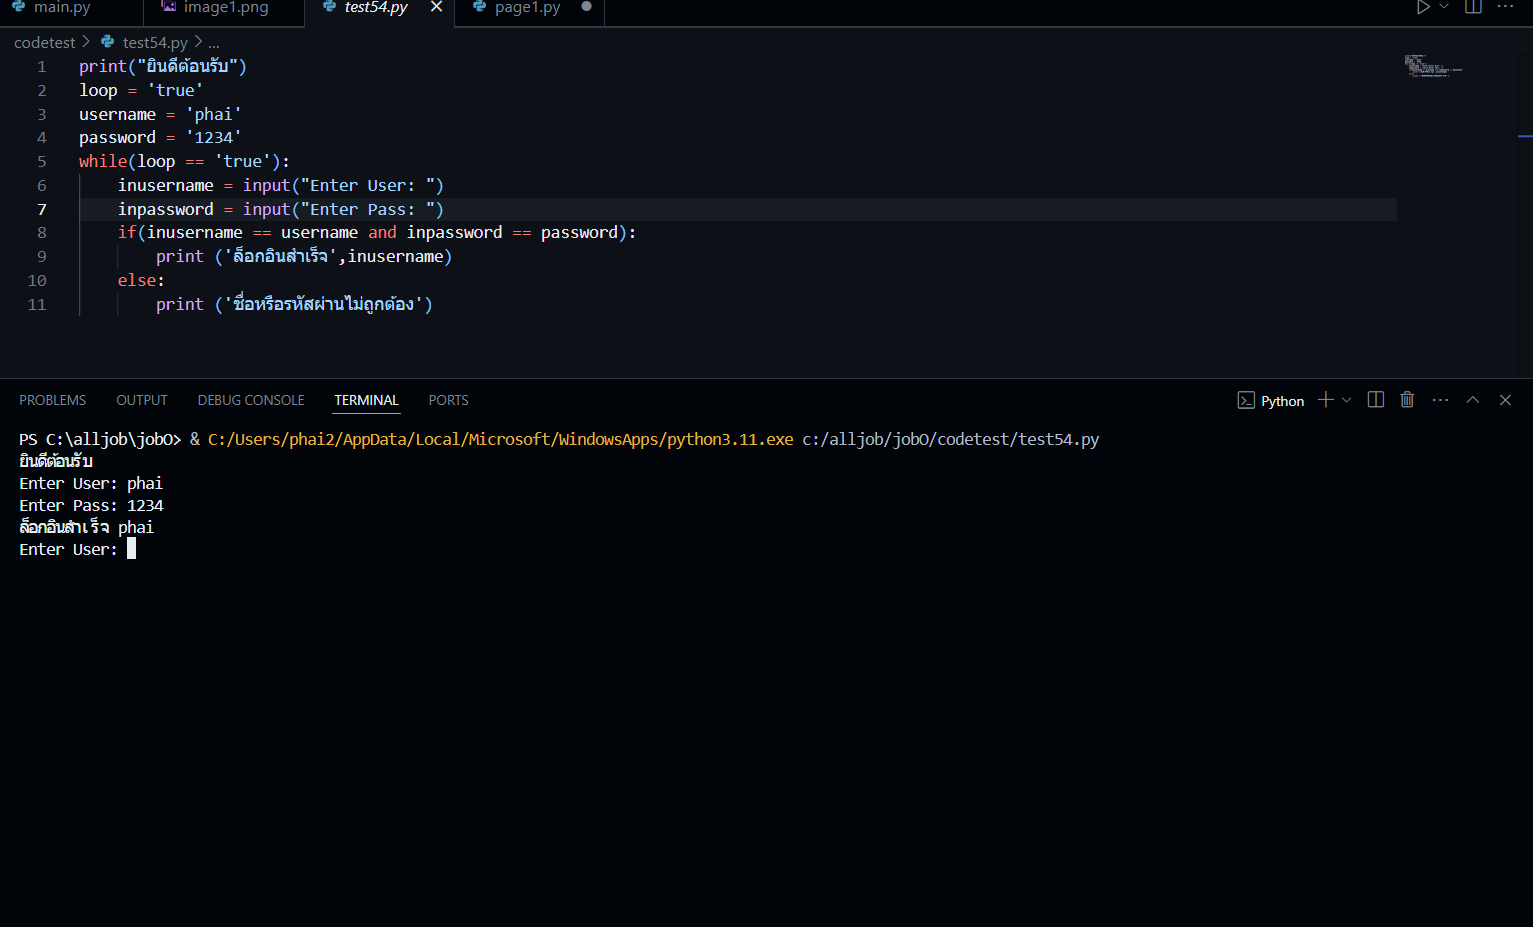 main.py image1.png test54.py page1.py
codetest > test54.py > ...
1 print("ยินดีต้อนรับ")
2 loop = 'true'
3 username = 'phai'
4 password = '1234'
5 while(loop == 'true'):
6 inusername = input("Enter User: ")
7 inpassword = input("Enter Pass: ")
8 if(inusername == username and inpassword == password):
9 print ('ล็อกอินสำเร็จ',inusername)
10 else:
11 print ('ชื่อหรือรหัสผ่านไม่ถูกต้อง')
PROBLEMS OUTPUT DEBUG CONSOLE TERMINAL PORTS Python
PS C:\alljob\jobO> & C:/Users/phai2/AppData/Local/Microsoft/WindowsApps/python3.11.exe c:/alljob/jobO/codetest/test54.py
ยินดีต้อนรับ
Enter User: phai
Enter Pass: 1234
ล็อกอินสำเร็จ phai
Enter User: